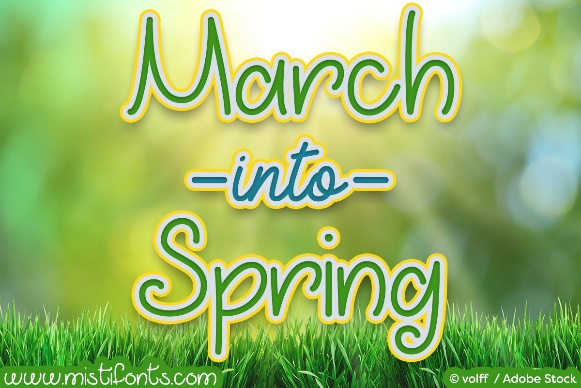 March
-into-
Spring
www.mistifonts.com
© volff / Adobe Stock